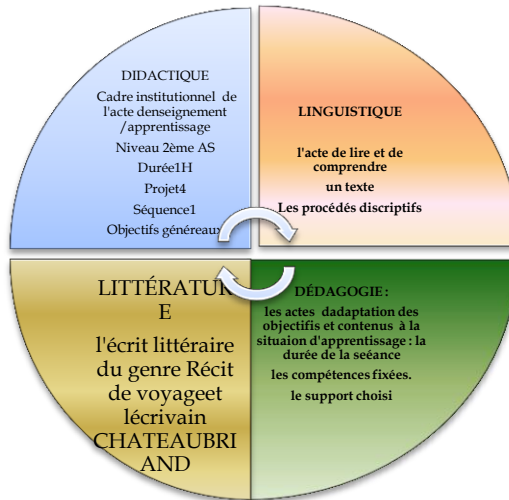 DIDACTIQUE
Cadre institutionnel de
l'acte denseignement
/apprentissage
Niveau 2ème AS
Durée1H
Projet4
Séquence1
Objectifs généreaux
LINGUISTIQUE
l'acte de lire et de
comprendre
un texte
Les procédés discriptifs
LITTÉRATUR
E
l'écrit littéraire
du genre Récit
de voyageet
lécrivain
CHATEAUBRI
AND
DÉDAGOGIE :
les actes dadaptation des
objectifis et contenus à la
situaion d'apprentissage : la
durée de la seéance
les compétences fixées.
le support choisi